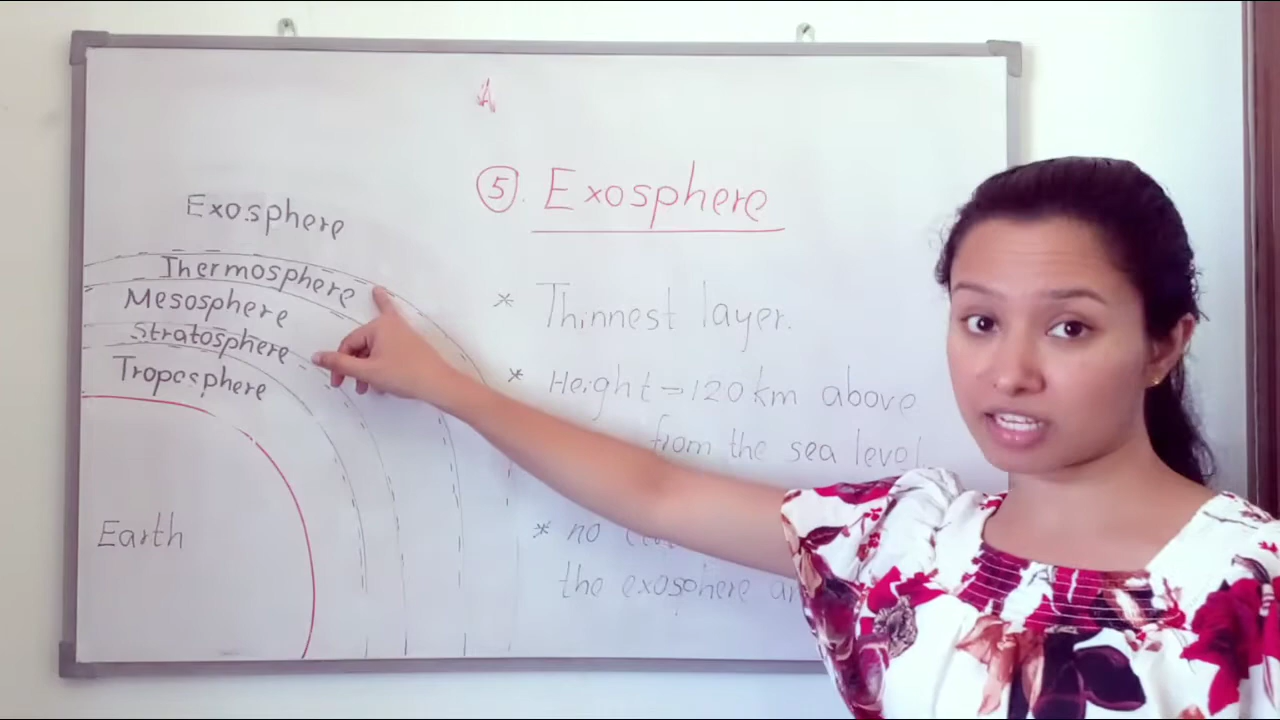 A
5. Exosphere
Exosphere
Thermosphere
Mesosphere
Stratosphere
Troposphere
Earth
* Thinnest layer.
* Height - 120 km above
from the sea level
* no
the exosphere